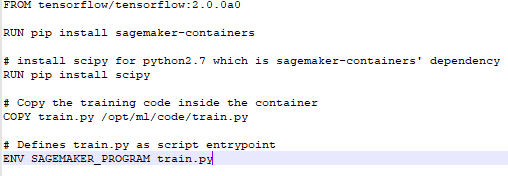 FROM tensorflow/tensorflow:2.0.0a0
RUN pip install sagemaker-containers
# install scipy for python2.7 which is sagemaker-containers' dependency
RUN pip install scipy
# Copy the training code inside the container
COPY train.py /opt/ml/code/train.py
# Defines train.py as script entrypoint
ENV SAGEMAKER_PROGRAM train.py